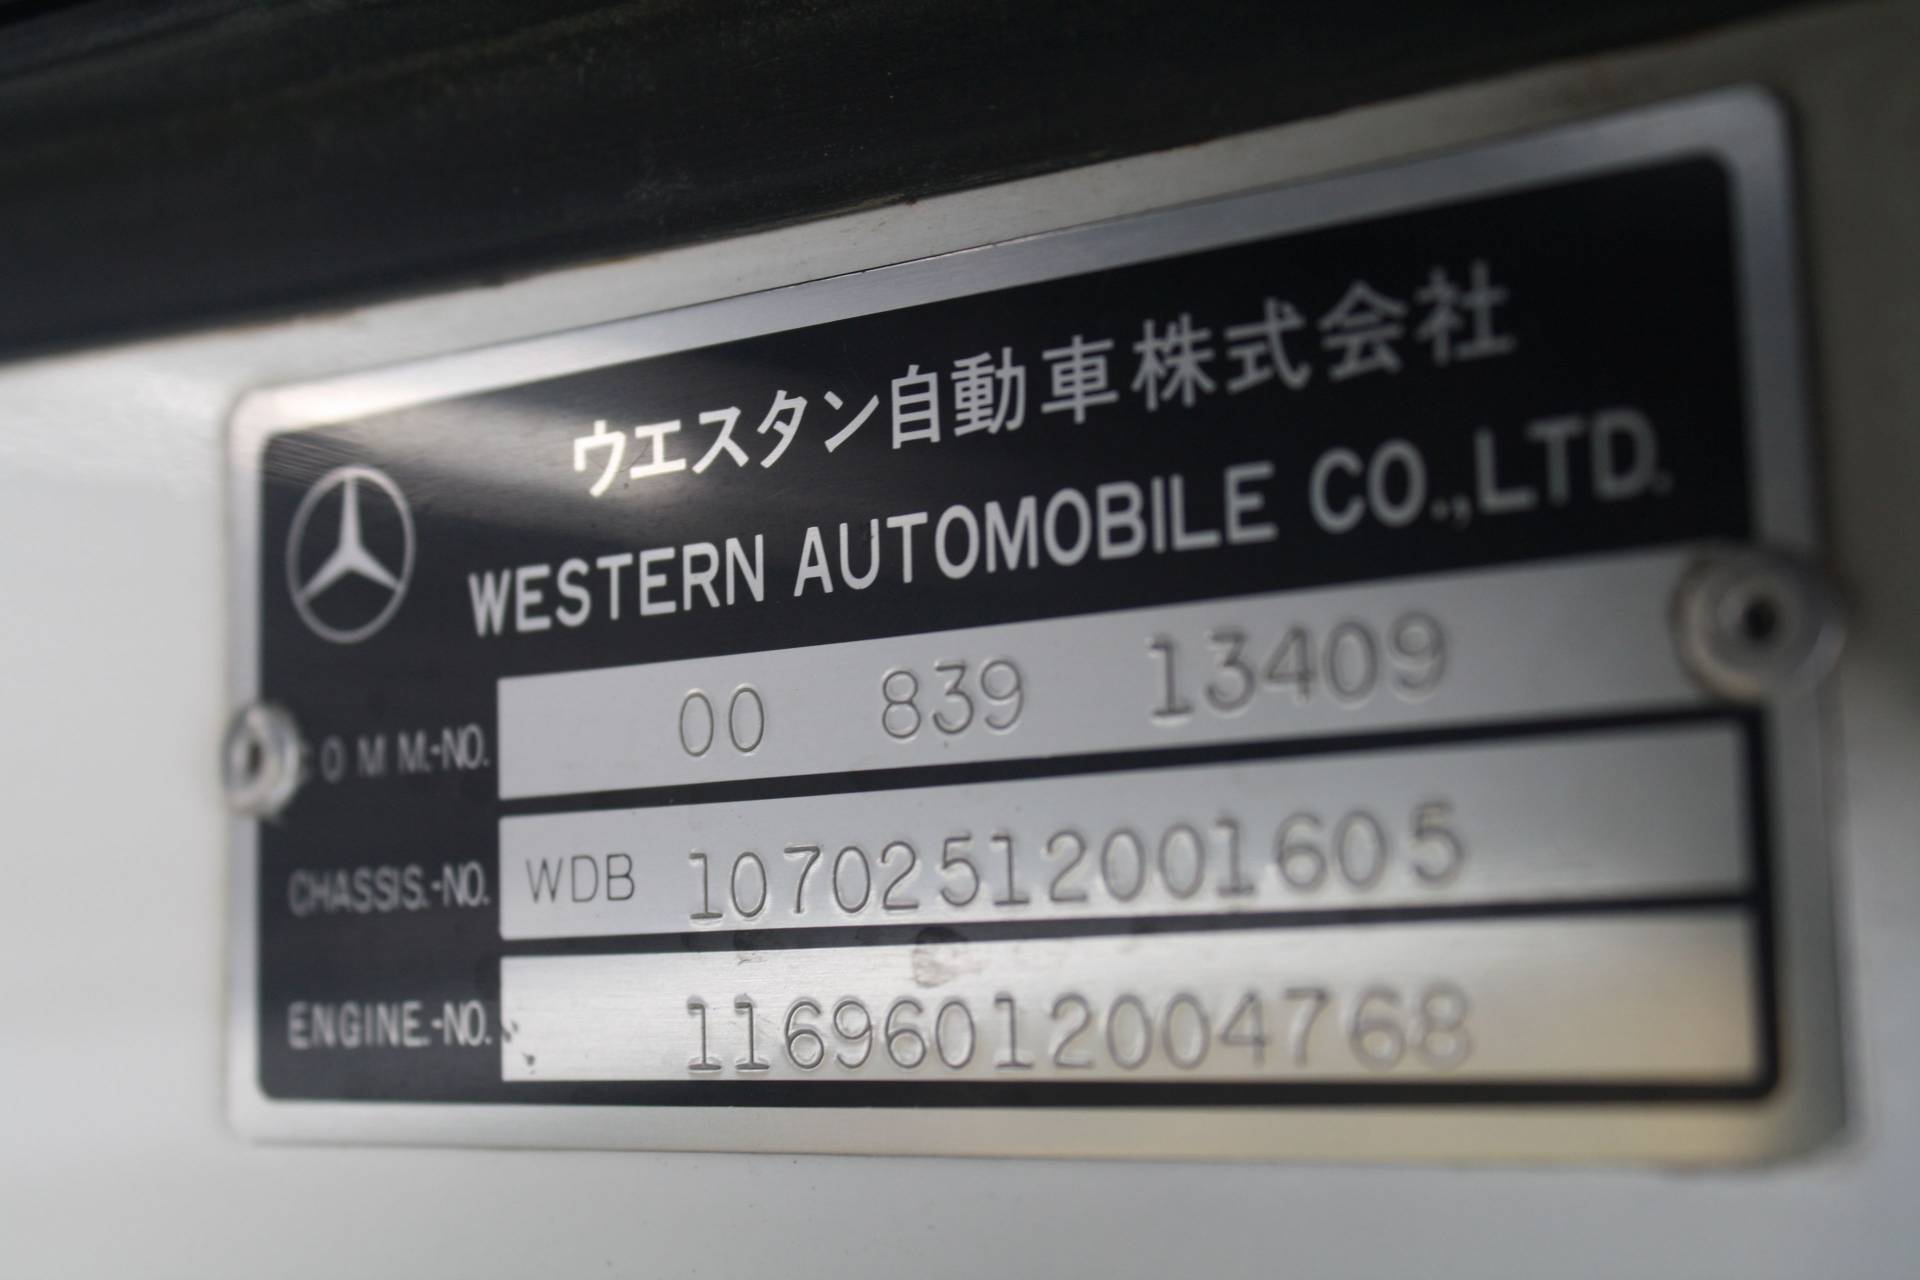 ウエスタン自動車株式会社
WESTERN AUTOMOBILE CO.,LTD.
COMM.-NO. 00 839 13409
CHASSIS.-NO. WDB 10702512001605
ENGINE.-NO. 11696012004768